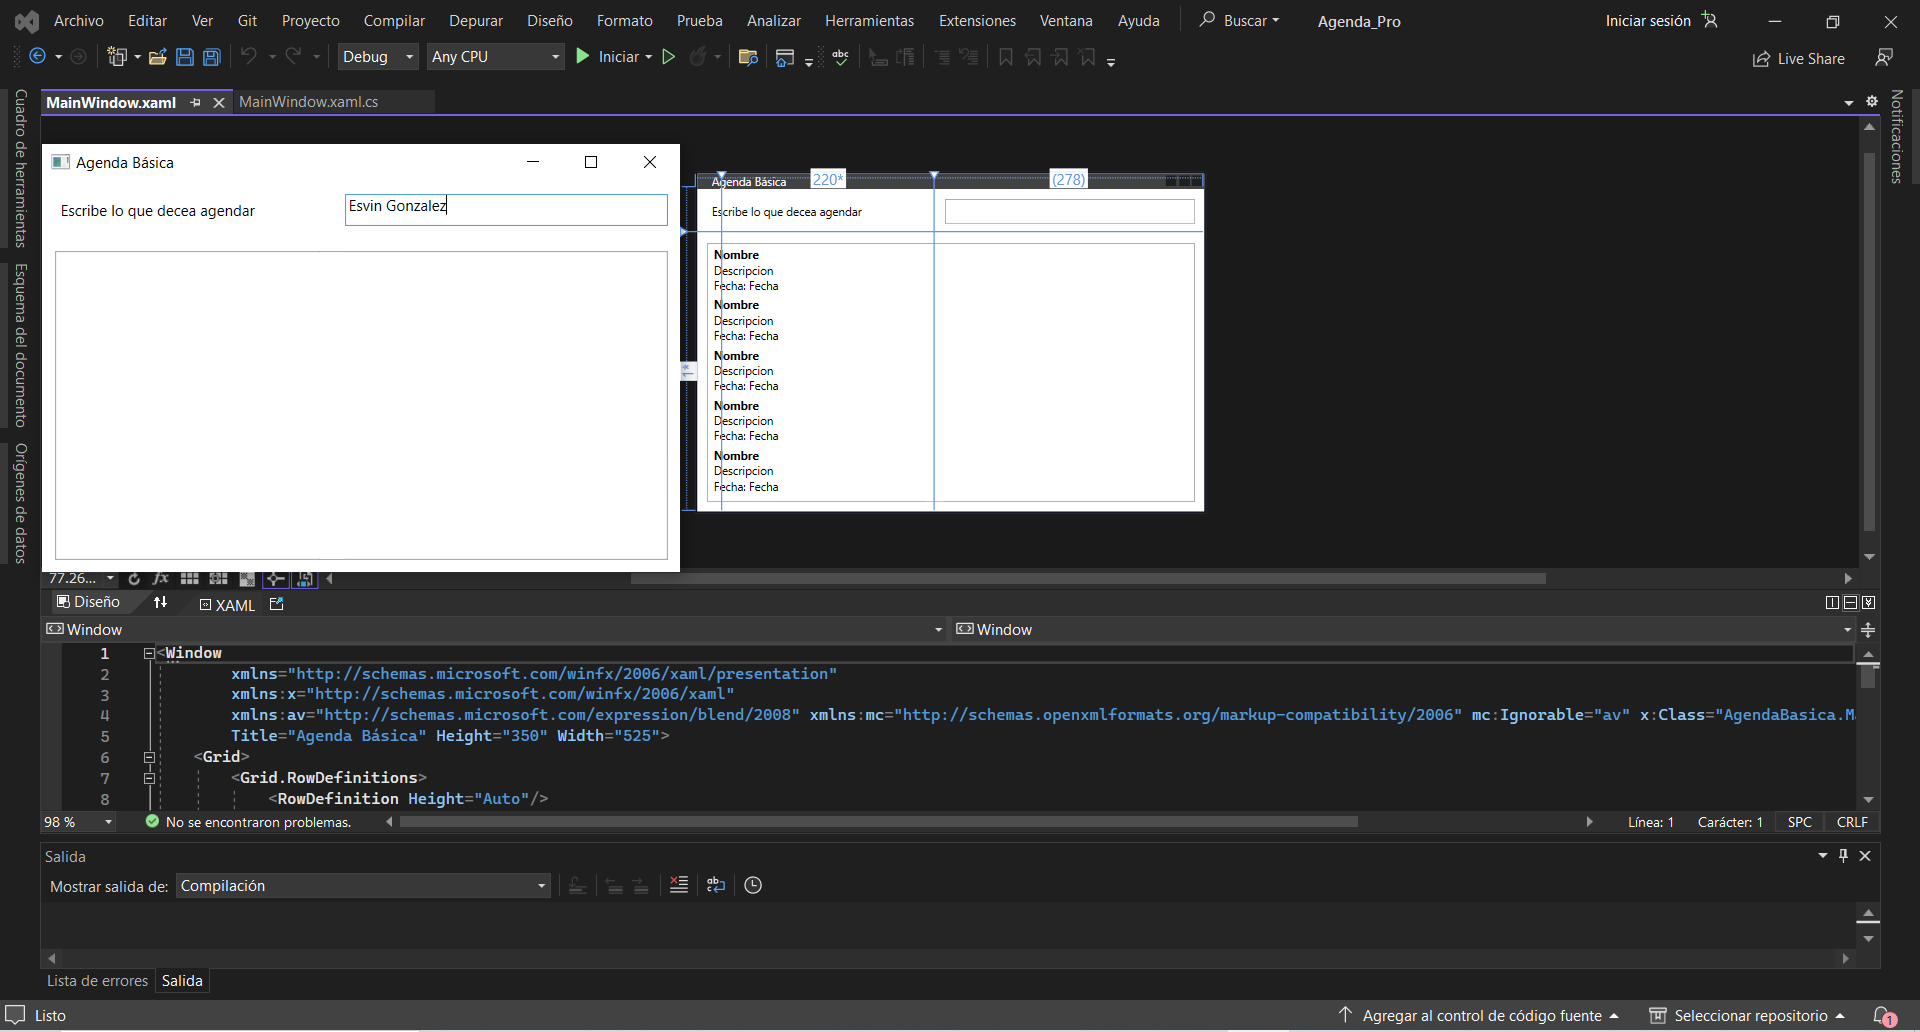 Archivo Editar Ver Git Proyecto Compilar Depurar Diseño Formato Prueba Analizar Herramientas Extensiones Ventana Ayuda Buscar Agenda_Pro Iniciar sesión
Debug Any CPU Iniciar abc Live Share
Cuadro de herramientas
Esquema del documento
Orígenes de datos
Notificaciones
MainWindow.xaml MainWindow.xaml.cs
Agenda Básica
Escribe lo que decea agendar Esvin Gonzalez
Agenda Básica 220* (278)
Escribe lo que decea agendar
Nombre
Descripcion
Fecha: Fecha
Nombre
Descripcion
Fecha: Fecha
Nombre
Descripcion
Fecha: Fecha
Nombre
Descripcion
Fecha: Fecha
Nombre
Descripcion
Fecha: Fecha
77.26... fx
Diseño XAML
Window Window
1 <Window
2 xmlns="http://schemas.microsoft.com/winfx/2006/xaml/presentation"
3 xmlns:x="http://schemas.microsoft.com/winfx/2006/xaml"
4 xmlns:av="http://schemas.microsoft.com/expression/blend/2008" xmlns:mc="http://schemas.openxmlformats.org/markup-compatibility/2006" mc:Ignorable="av" x:Class="AgendaBasica.M
5 Title="Agenda Básica" Height="350" Width="525">
6 <Grid>
7 <Grid.RowDefinitions>
8 <RowDefinition Height="Auto"/>
98 % No se encontraron problemas. Línea: 1 Carácter: 1 SPC CRLF
Salida
Mostrar salida de: Compilación
Lista de errores Salida
Listo Agregar al control de código fuente Seleccionar repositorio 1